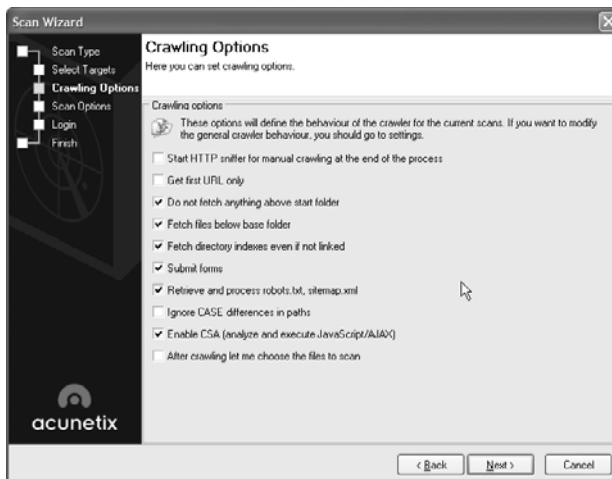 Scan Wizard
Scan Type
Select Targets
Crawling Options
Scan Options
Login
Finish
acunetix
Crawling Options
Here you can set crawling options.
Crawling options
These options will define the behaviour of the crawler for the current scans. If you want to modify
the general crawler behaviour, you should go to settings.
Start HTTP sniffer for manual crawling at the end of the process
Get first URL only
Do not fetch anything above start folder
Fetch files below base folder
Fetch directory indexes even if not linked
Submit forms
Retrieve and process robots.txt, sitemap.xml
Ignore CASE differences in paths
Enable CSA (analyze and execute JavaScript/AJAX)
After crawling let me choose the files to scan
< Back
Next >
Cancel